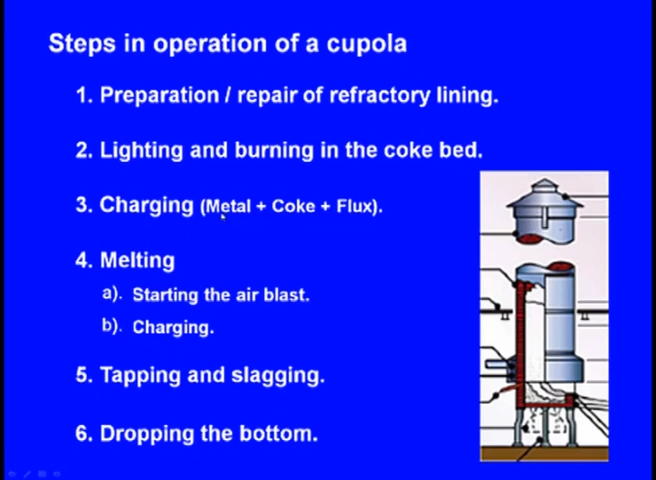 Steps in operation of a cupola
1. Preparation / repair of refractory lining.
2. Lighting and burning in the coke bed.
3. Charging (Metal + Coke + Flux).
4. Melting
a). Starting the air blast.
b). Charging.
5. Tapping and slagging.
6. Dropping the bottom.